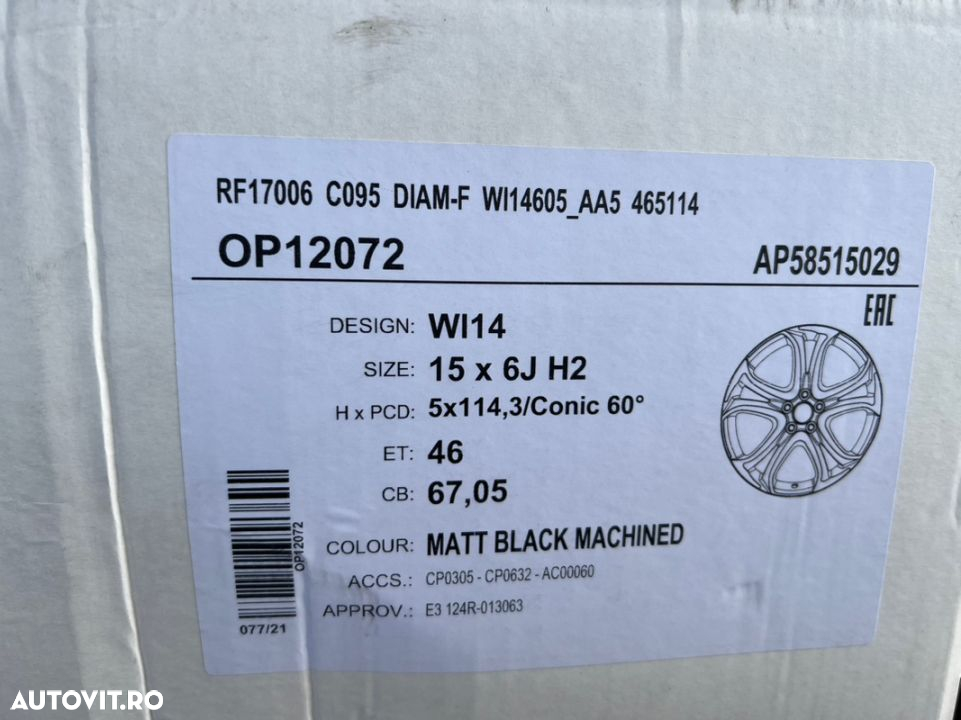 RF17006 C095 DIAM-F WI14605_AA5 465114
OP12072
AP58515029
EAC
DESIGN: WI14
SIZE: 15 x 6J H2
H x PCD: 5x114,3/Conic 60°
ET: 46
CB: 67,05
COLOUR: MATT BLACK MACHINED
ACCS.: CP0305 - CP0632 - AC00060
APPROV.: E3 124R-013063
OP12072
077/21
AUTOVIT.RO